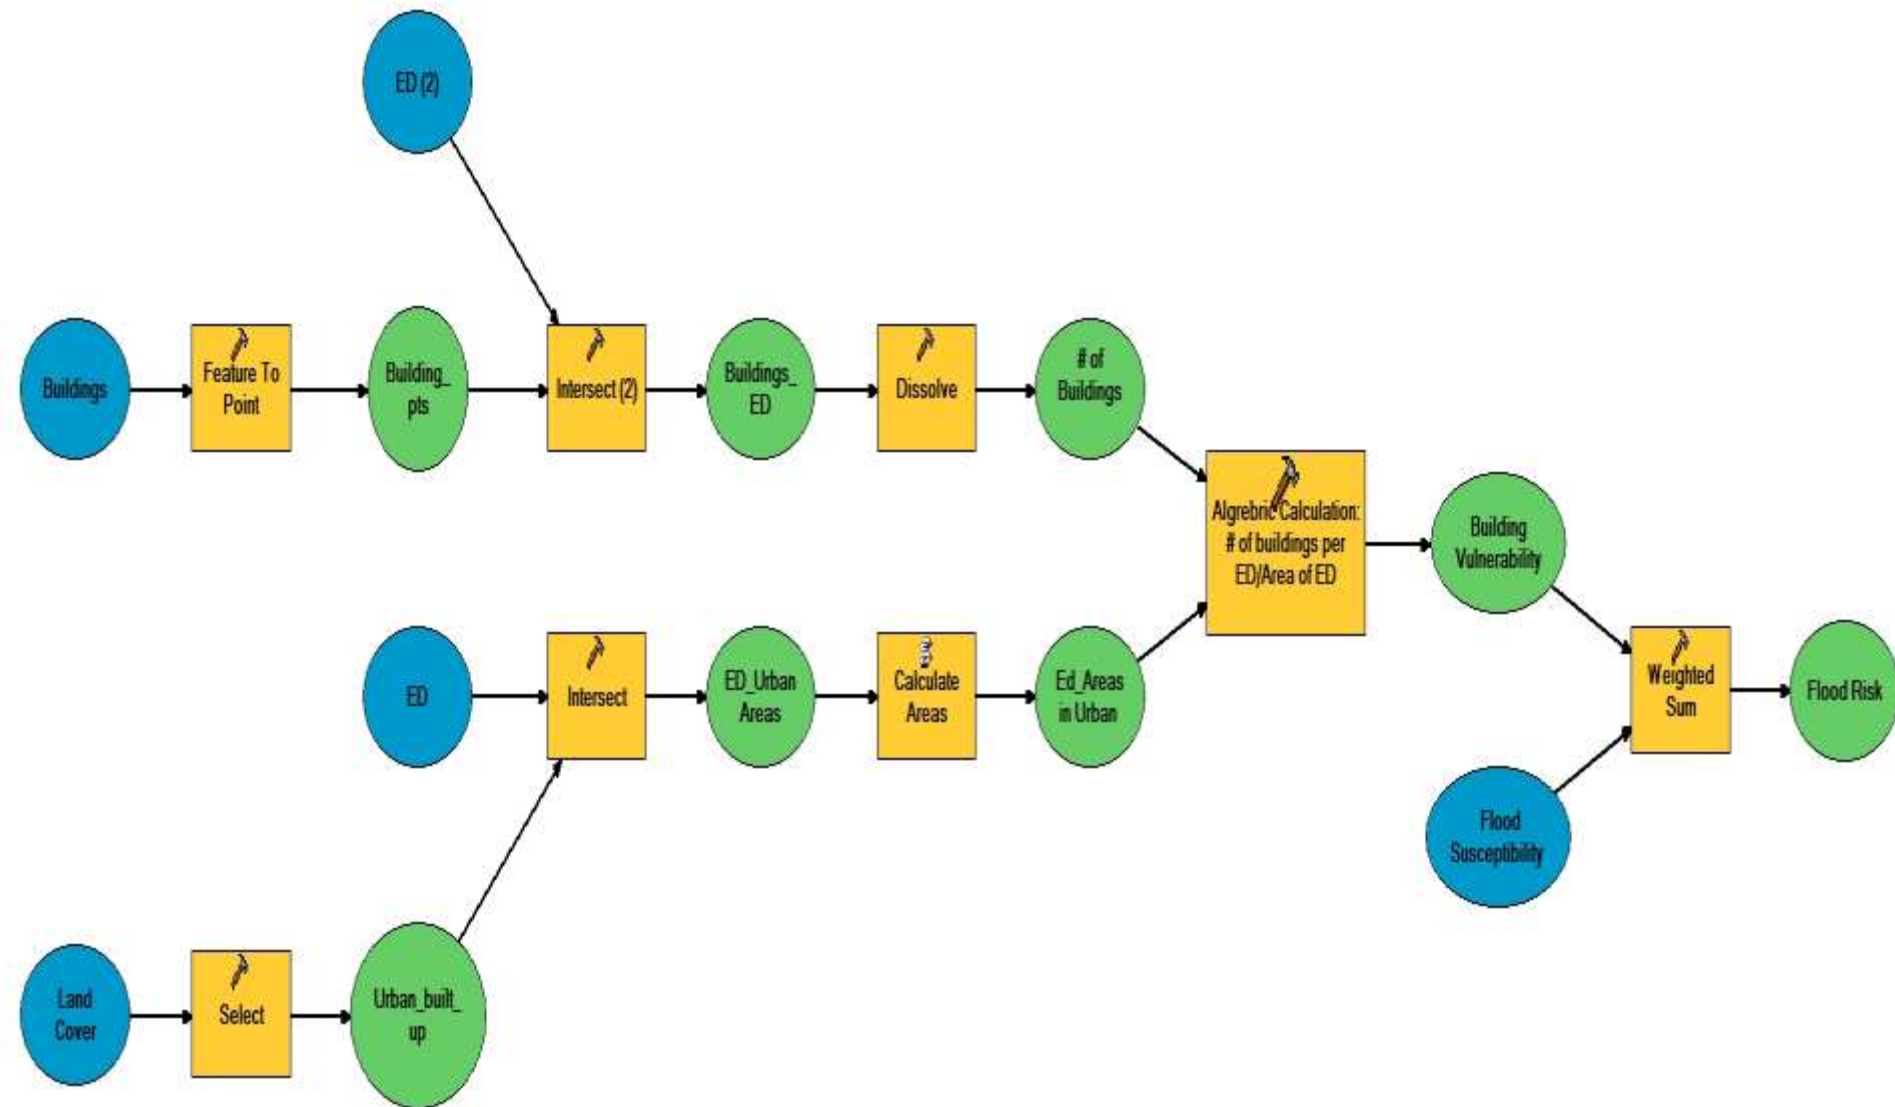 ED (2)
Buildings
Feature To
Point
Building_
pts
Intersect (2)
Buildings_
ED
Dissolve
# of
Buildings
Algrebric Calculation:
# of buildings per
ED/Area of ED
Building
Vulnerability
ED
Intersect
ED_Urban
Areas
Calculate
Areas
Ed_Areas
in Urban
Weighted
Sum
Flood Risk
Flood
Susceptibility
Land
Cover
Select
Urban_built_
up